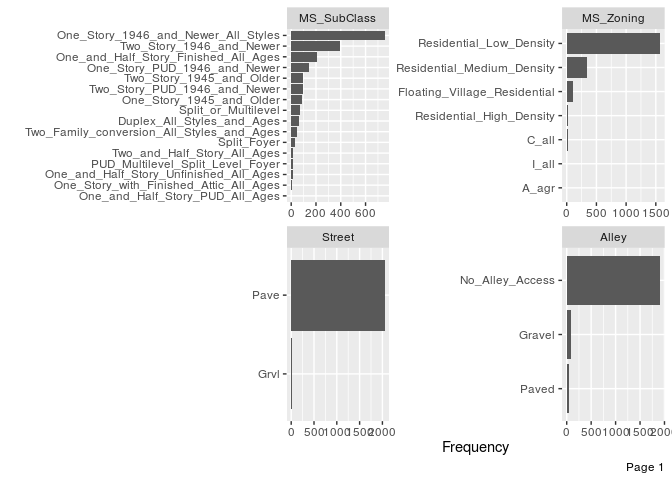 MS_SubClass
One_Story_1946_and_Newer_All_Styles
Two_Story_1946_and_Newer
One_and_Half_Story_Finished_All_Ages
One_Story_PUD_1946_and_Newer
Two_Story_1945_and_Older
Two_Story_PUD_1946_and_Newer
One_Story_1945_and_Older
Split_or_Multilevel
Duplex_All_Styles_and_Ages
Two_Family_conversion_All_Styles_and_Ages
Split_Foyer
Two_and_Half_Story_All_Ages
PUD_Multilevel_Split_Level_Foyer
One_and_Half_Story_Unfinished_All_Ages
One_Story_with_Finished_Attic_All_Ages
One_and_Half_Story_PUD_All_Ages
0 200 400 600
MS_Zoning
Residential_Low_Density
Residential_Medium_Density
Floating_Village_Residential
Residential_High_Density
C_all
I_all
A_agr
0 500 1000 1500
Street
Pave
Grvl
0 500 1000 1500 2000
Alley
No_Alley_Access
Gravel
Paved
0 500 1000 1500 200
Frequency
Page 1